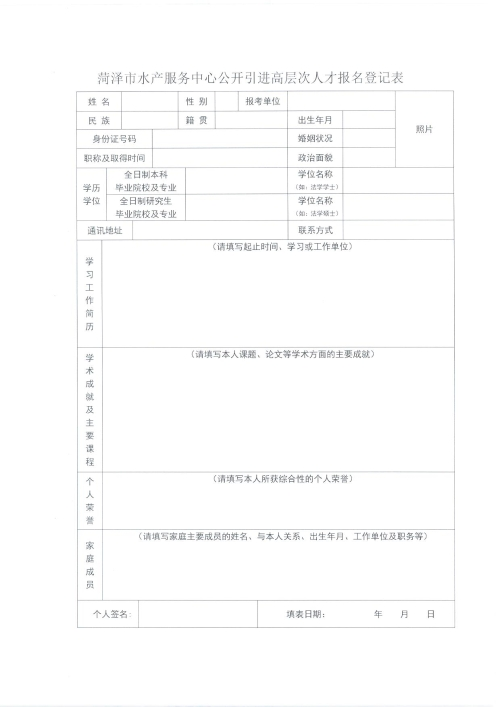 菏泽市水产服务中心公开引进高层次人才报名登记表
姓 名 性 别 报考单位
照片
民 族 籍 贯 出生年月
身份证号码 婚姻状况
职称及取得时间 政治面貌
学历
学位
全日制本科
毕业院校及专业
学位名称
(如：法学学士)
全日制研究生
毕业院校及专业
学位名称
(如：法学硕士)
通讯地址 联系方式
学习工作简历
(请填写起止时间、学习或工作单位)
学术成就及主要课程
(请填写本人课题、论文等学术方面的主要成就)
个人荣誉
(请填写本人所获综合性的个人荣誉)
家庭成员
(请填写家庭主要成员的姓名、与本人关系、出生年月、工作单位及职务等)
个人签名： 填表日期： 年 月 日